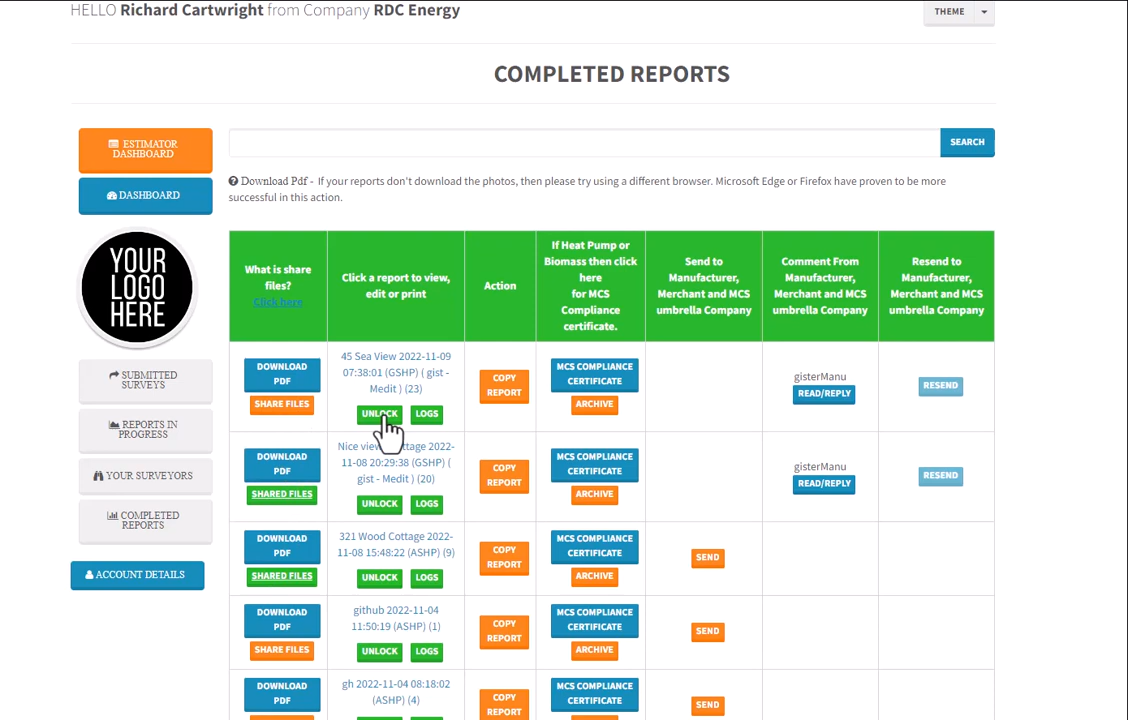 HELLO Richard Cartwright from Company RDC Energy
THEME
COMPLETED REPORTS
ESTIMATOR
DASHBOARD
DASHBOARD
YOUR
LOGO
HERE
SUBMITTED
SURVEYS
REPORTS IN
PROGRESS
YOUR SURVEYORS
COMPLETED
REPORTS
ACCOUNT DETAILS
SEARCH
Download Pdf - If your reports don't download the photos, then please try using a different browser. Microsoft Edge or Firefox have proven to be more
successful in this action.
What is share
files?
Click here
Click a report to view,
edit or print
Action
If Heat Pump or
Biomass then click
here
for MCS
Compliance
certificate.
Send to
Manufacturer,
Merchant and MCS
umbrella Company
Comment From
Manufacturer,
Merchant and MCS
umbrella Company
Resend to
Manufacturer,
Merchant and MCS
umbrella Company
DOWNLOAD
PDF
SHARE FILES
45 Sea View 2022-11-09
07:38:01 (GSHP) ( gist -
Medit ) (23)
UNLOCK LOGS
COPY
REPORT
MCS COMPLIANCE
CERTIFICATE
ARCHIVE
gisterManu
READ/REPLY
RESEND
DOWNLOAD
PDF
SHARED FILES
Nice view ttage 2022-
11-08 20:29:38 (GSHP) (
gist - Medit ) (20)
UNLOCK LOGS
COPY
REPORT
MCS COMPLIANCE
CERTIFICATE
ARCHIVE
gisterManu
READ/REPLY
RESEND
DOWNLOAD
PDF
SHARED FILES
321 Wood Cottage 2022-
11-08 15:48:22 (ASHP) (9)
UNLOCK LOGS
COPY
REPORT
MCS COMPLIANCE
CERTIFICATE
ARCHIVE
SEND
DOWNLOAD
PDF
SHARE FILES
github 2022-11-04
11:50:19 (ASHP) (1)
UNLOCK LOGS
COPY
REPORT
MCS COMPLIANCE
CERTIFICATE
ARCHIVE
SEND
DOWNLOAD
PDF
gh 2022-11-04 08:18:02
(ASHP) (4)
COPY
REPORT
MCS COMPLIANCE
CERTIFICATE
SEND